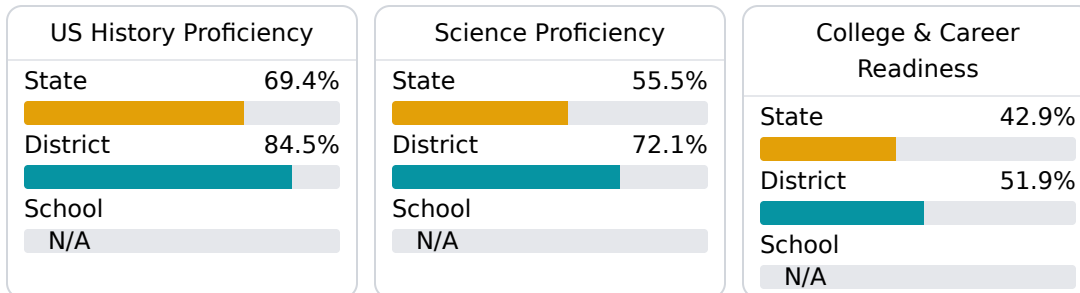 US History Proficiency
State 69.4%
District 84.5%
School
N/A
Science Proficiency
State 55.5%
District 72.1%
School
N/A
College & Career
Readiness
State 42.9%
District 51.9%
School
N/A